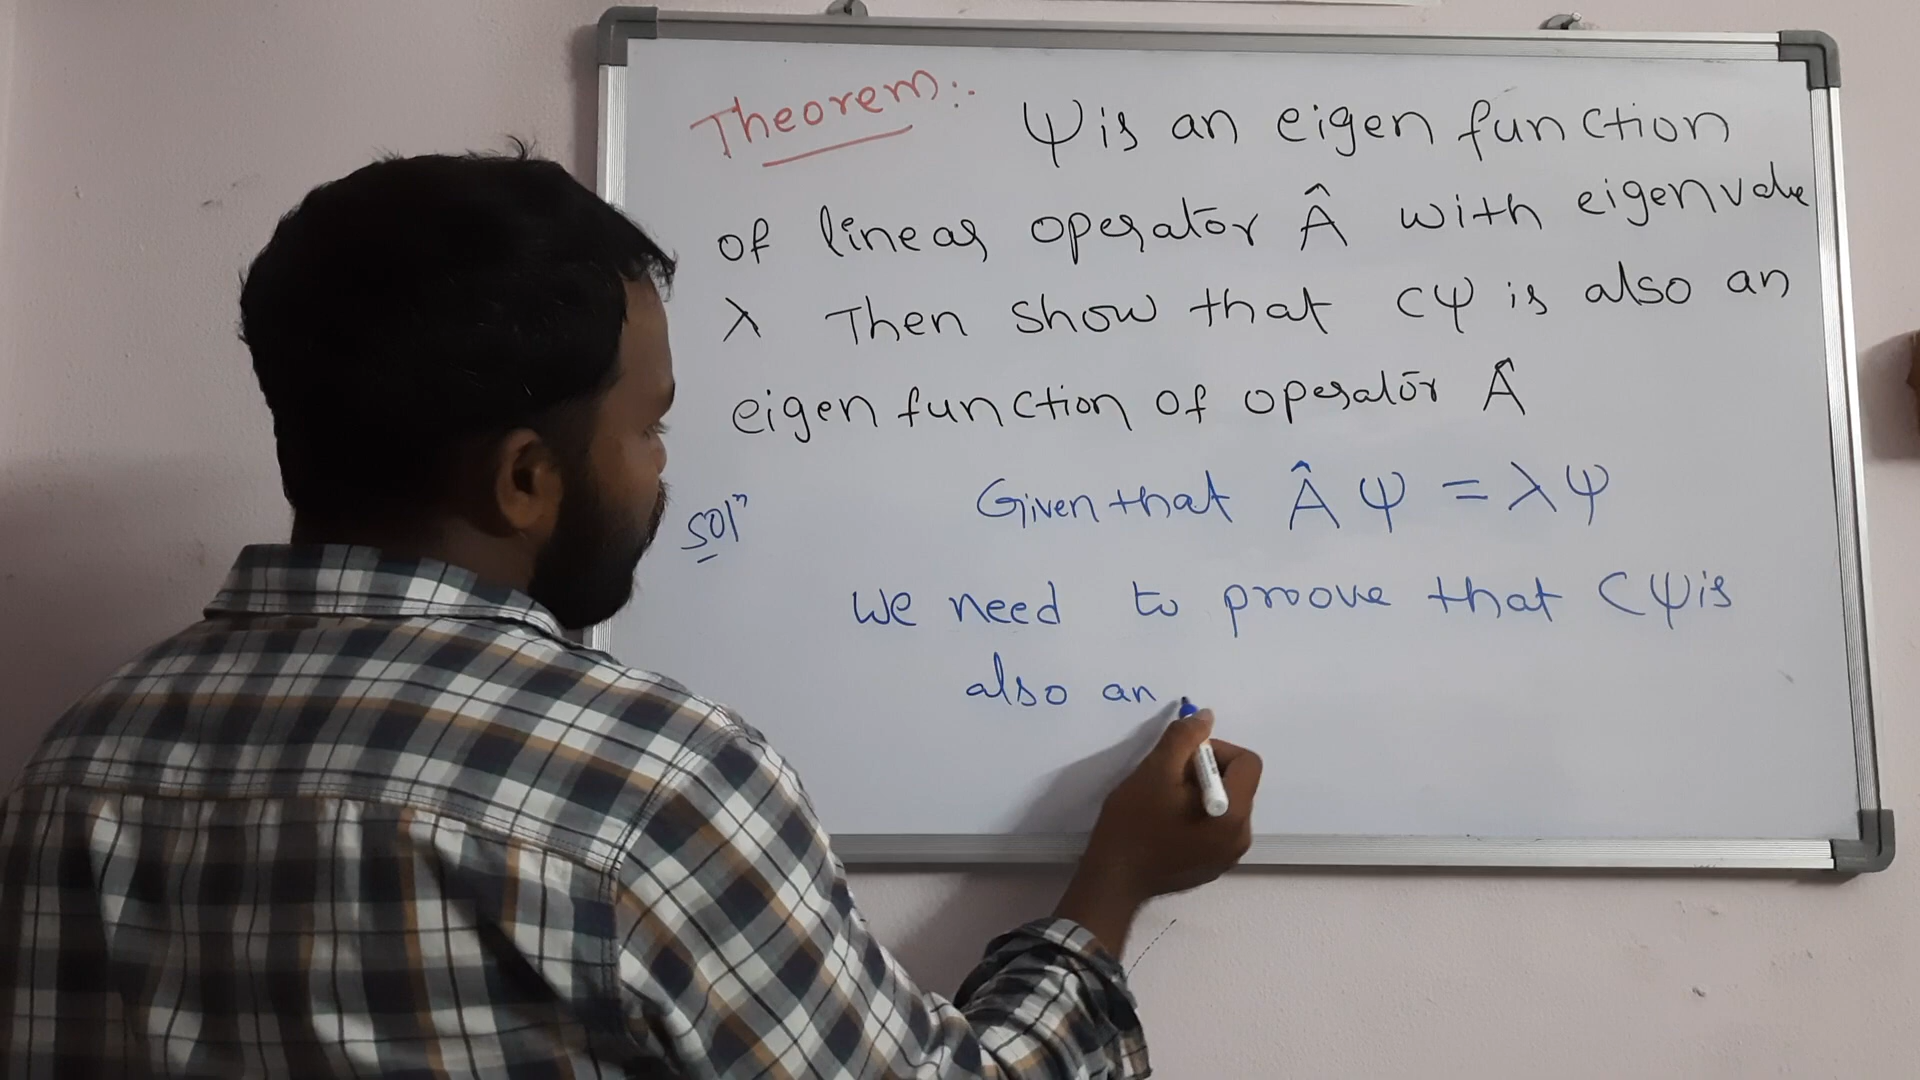 Theorem:- ψ is an eigen function
of linear operator Â with eigenvalue
λ Then show that cψ is also an
eigen function of operator Â
Solⁿ Given that Â ψ = λψ
We need to proove that Cψ is
also an